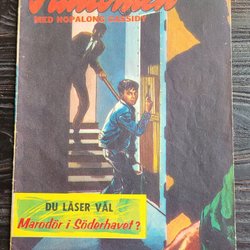 Fantomen
MED HOPALONG CASSIDY
DU LÄSER VÄL
Marodör i Söderhavet?